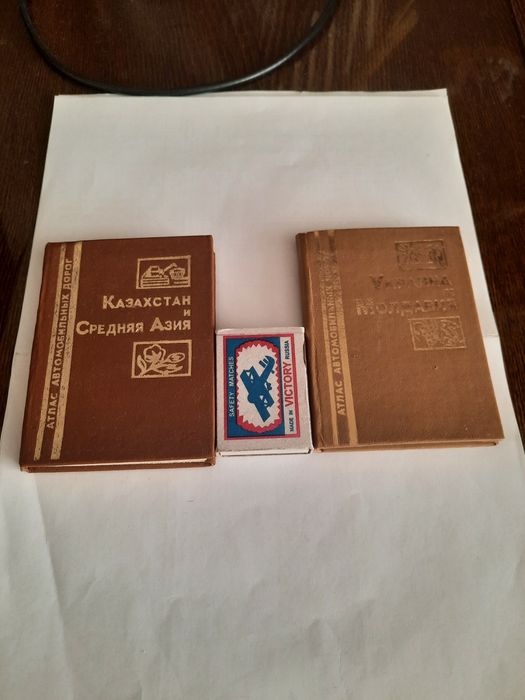 АТЛАС АВТОМОБИЛЬНЫХ ДОРОГ
КАЗАХСТАН
И
СРЕДНЯЯ АЗИЯ
SAFETY MATCHES
MADE IN VICTORY RUSSIA
АТЛАС АВТОМОБИЛЬНЫХ ДОРОГ
УКРАИНА
МОЛДАВИЯ